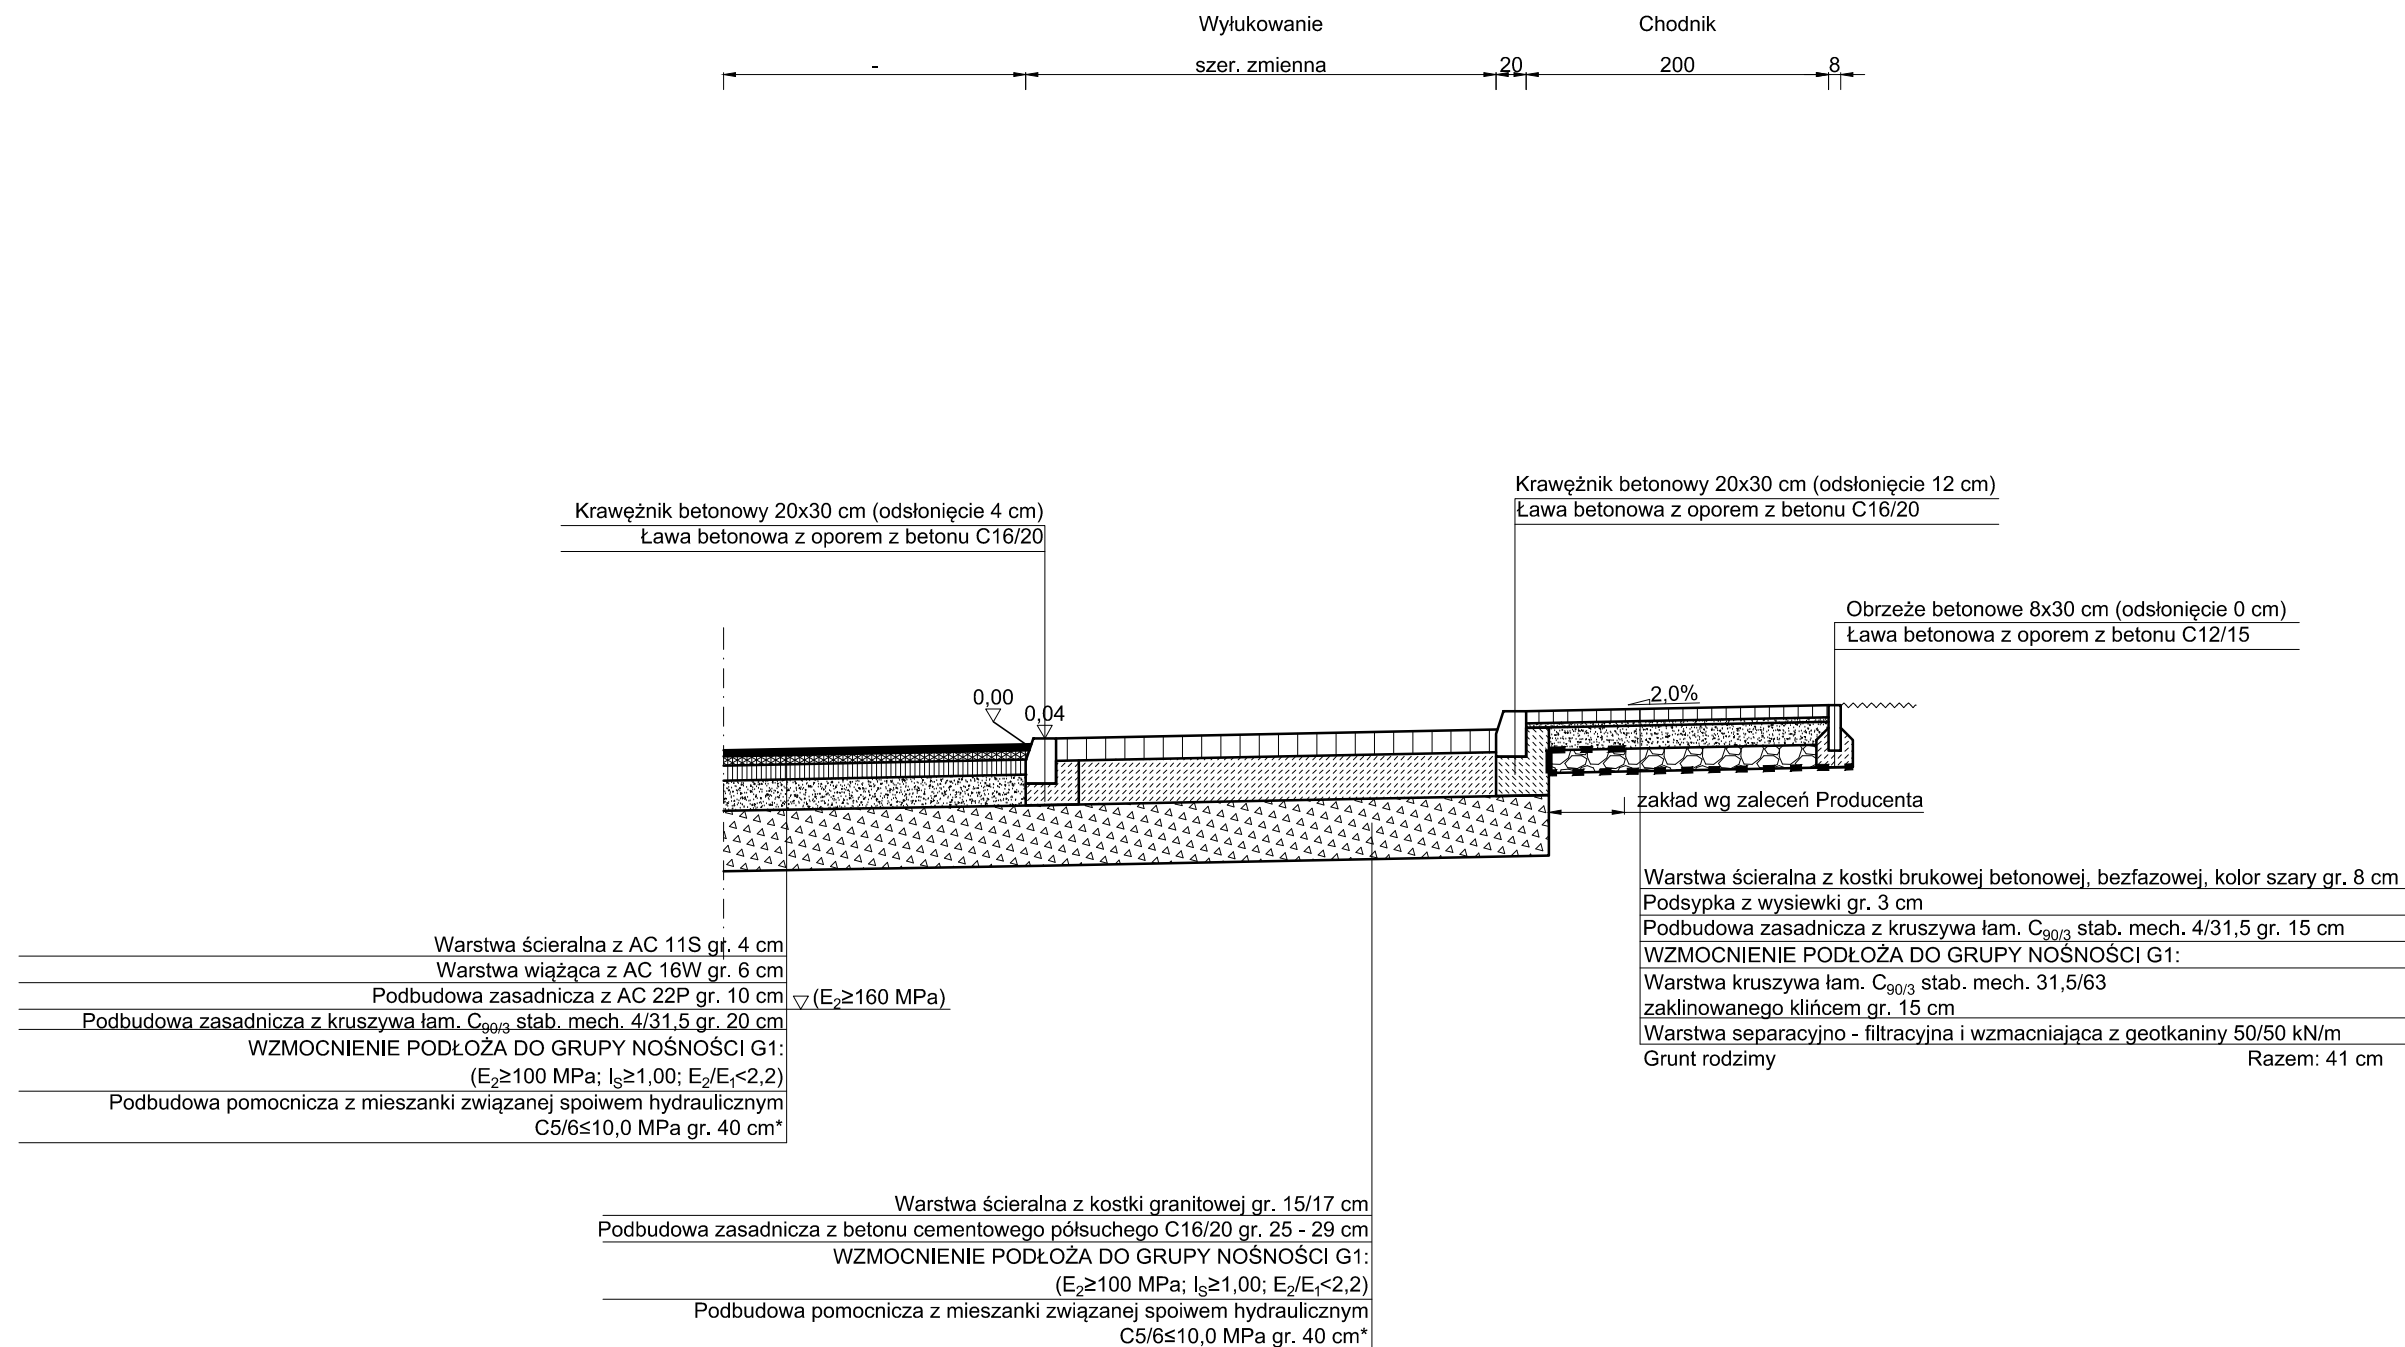 Wyłukowanie
Chodnik
-
szer. zmienna
20
200
8
Krawężnik betonowy 20x30 cm (odsłonięcie 12 cm)
Ława betonowa z oporem z betonu C16/20
Krawężnik betonowy 20x30 cm (odsłonięcie 4 cm)
Ława betonowa z oporem z betonu C16/20
Obrzeże betonowe 8x30 cm (odsłonięcie 0 cm)
Ława betonowa z oporem z betonu C12/15
0,00
0,04
2,0%
zakład wg zaleceń Producenta
Warstwa ścieralna z kostki brukowej betonowej, bezfazowej, kolor szary gr. 8 cm
Podsypka z wysiewki gr. 3 cm
Podbudowa zasadnicza z kruszywa łam. C90/3 stab. mech. 4/31,5 gr. 15 cm
WZMOCNIENIE PODŁOŻA DO GRUPY NOŚNOŚCI G1:
Warstwa kruszywa łam. C90/3 stab. mech. 31,5/63
zaklinowanego klińcem gr. 15 cm
Warstwa separacyjno - filtracyjna i wzmacniająca z geotkaniny 50/50 kN/m
Grunt rodzimy Razem: 41 cm
Warstwa ścieralna z AC 11S gr. 4 cm
Warstwa wiążąca z AC 16W gr. 6 cm
Podbudowa zasadnicza z AC 22P gr. 10 cm
(E2≥160 MPa)
Podbudowa zasadnicza z kruszywa łam. C90/3 stab. mech. 4/31,5 gr. 20 cm
WZMOCNIENIE PODŁOŻA DO GRUPY NOŚNOŚCI G1:
(E2≥100 MPa; IS≥1,00; E2/E1<2,2)
Podbudowa pomocnicza z mieszanki związanej spoiwem hydraulicznym
C5/6≤10,0 MPa gr. 40 cm*
Warstwa ścieralna z kostki granitowej gr. 15/17 cm
Podbudowa zasadnicza z betonu cementowego półsuchego C16/20 gr. 25 - 29 cm
WZMOCNIENIE PODŁOŻA DO GRUPY NOŚNOŚCI G1:
(E2≥100 MPa; IS≥1,00; E2/E1<2,2)
Podbudowa pomocnicza z mieszanki związanej spoiwem hydraulicznym
C5/6≤10,0 MPa gr. 40 cm*